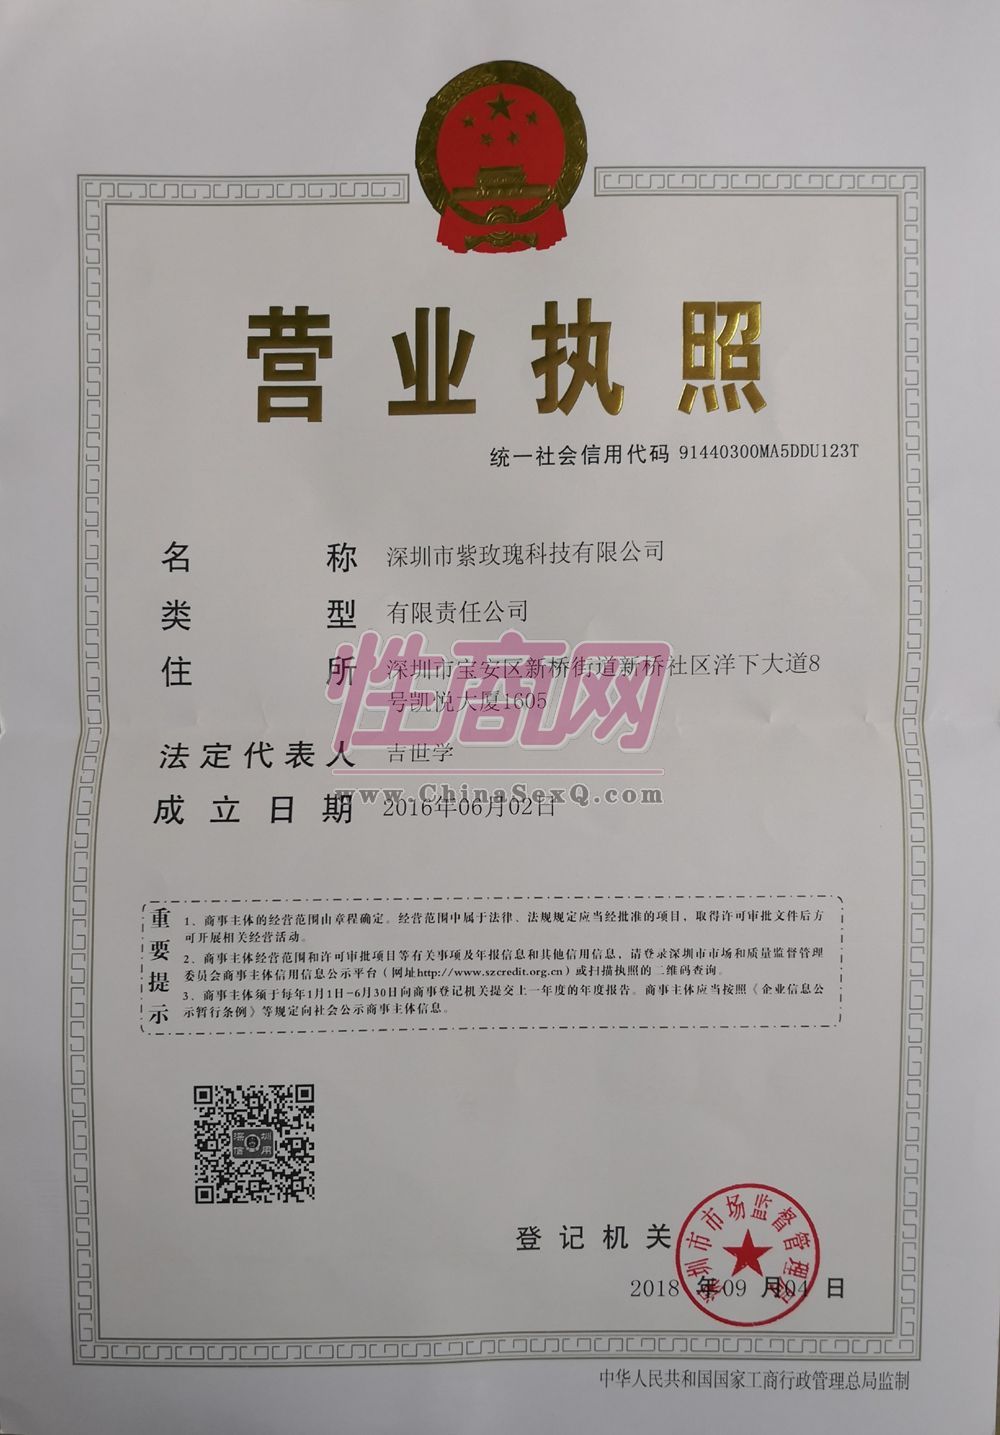 营业执照
统一社会信用代码 91440300MA5DDU123T
名称 深圳市紫玫瑰科技有限公司
类型 有限责任公司
住所 深圳市宝安区新桥街道新桥社区洋下大道8
号凯悦大厦1605
法定代表人 吉世学
成立日期 2016年06月02日
性商网
www.ChinaSexQ.com
重要提示
1、商事主体的经营范围由章程确定。经营范围中属于法律、法规规定应当经批准的项目，取得许可审批文件后方
可开展相关经营活动。
2、商事主体经营范围和许可审批项目等有关事项及年报信息和其他信用信息，请登录深圳市市场和质量监督管理
委员会商事主体信用信息公示平台（网址http://www.szcredit.org.cn）或扫描执照的二维码查询。
3、商事主体须于每年1月1日-6月30日向商事登记机关提交上一年度的年度报告。商事主体应当按照《企业信息公
示暂行条例》等规定向社会公示商事主体信息。
深圳
信用
登记机关
深圳市市场监督管理局
2018 年 09 月 04 日
中华人民共和国国家工商行政管理总局监制